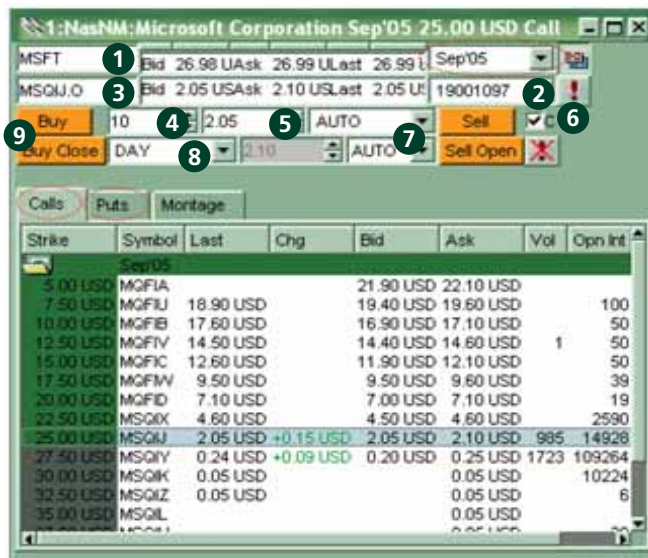 1:NasNM:Microsoft Corporation Sep'05 25.00 USD Call
MSFT 1 Bid 26.98 UAsk 26.99 ULast 26.99 Sep'05
MSQIJ.O 3 Bid 2.05 USAsk 2.10 USLast 2.05 U 19001097 2 !
9 Buy 10 4 2.05 5 AUTO Sell C 6
Buy Close DAY 8 2.10 AUTO 7 Sell Open
Calls Puts Montage
Strike Symbol Last Chg Bid Ask Vol Opn Int
Sep'05
5.00 USD MQFIA 21.90 USD 22.10 USD
7.50 USD MQFIU 18.90 USD 19.40 USD 19.60 USD 100
10.00 USD MQFIB 17.60 USD 16.90 USD 17.10 USD 50
12.50 USD MQFIV 14.50 USD 14.40 USD 14.60 USD 1 50
15.00 USD MQFIC 12.60 USD 11.90 USD 12.10 USD 50
17.50 USD MQFIW 9.50 USD 9.50 USD 9.60 USD 39
20.00 USD MQFID 7.10 USD 7.00 USD 7.10 USD 19
22.50 USD MSQIX 4.60 USD 4.50 USD 4.60 USD 2590
25.00 USD MSQIJ 2.05 USD +0.15 USD 2.05 USD 2.10 USD 985 14928
27.50 USD MSQIY 0.24 USD +0.09 USD 0.20 USD 0.25 USD 1723 109264
30.00 USD MSQIK 0.05 USD 0.05 USD 10224
32.50 USD MSQIZ 0.05 USD 0.05 USD 6
35.00 USD MSQIL 0.05 USD